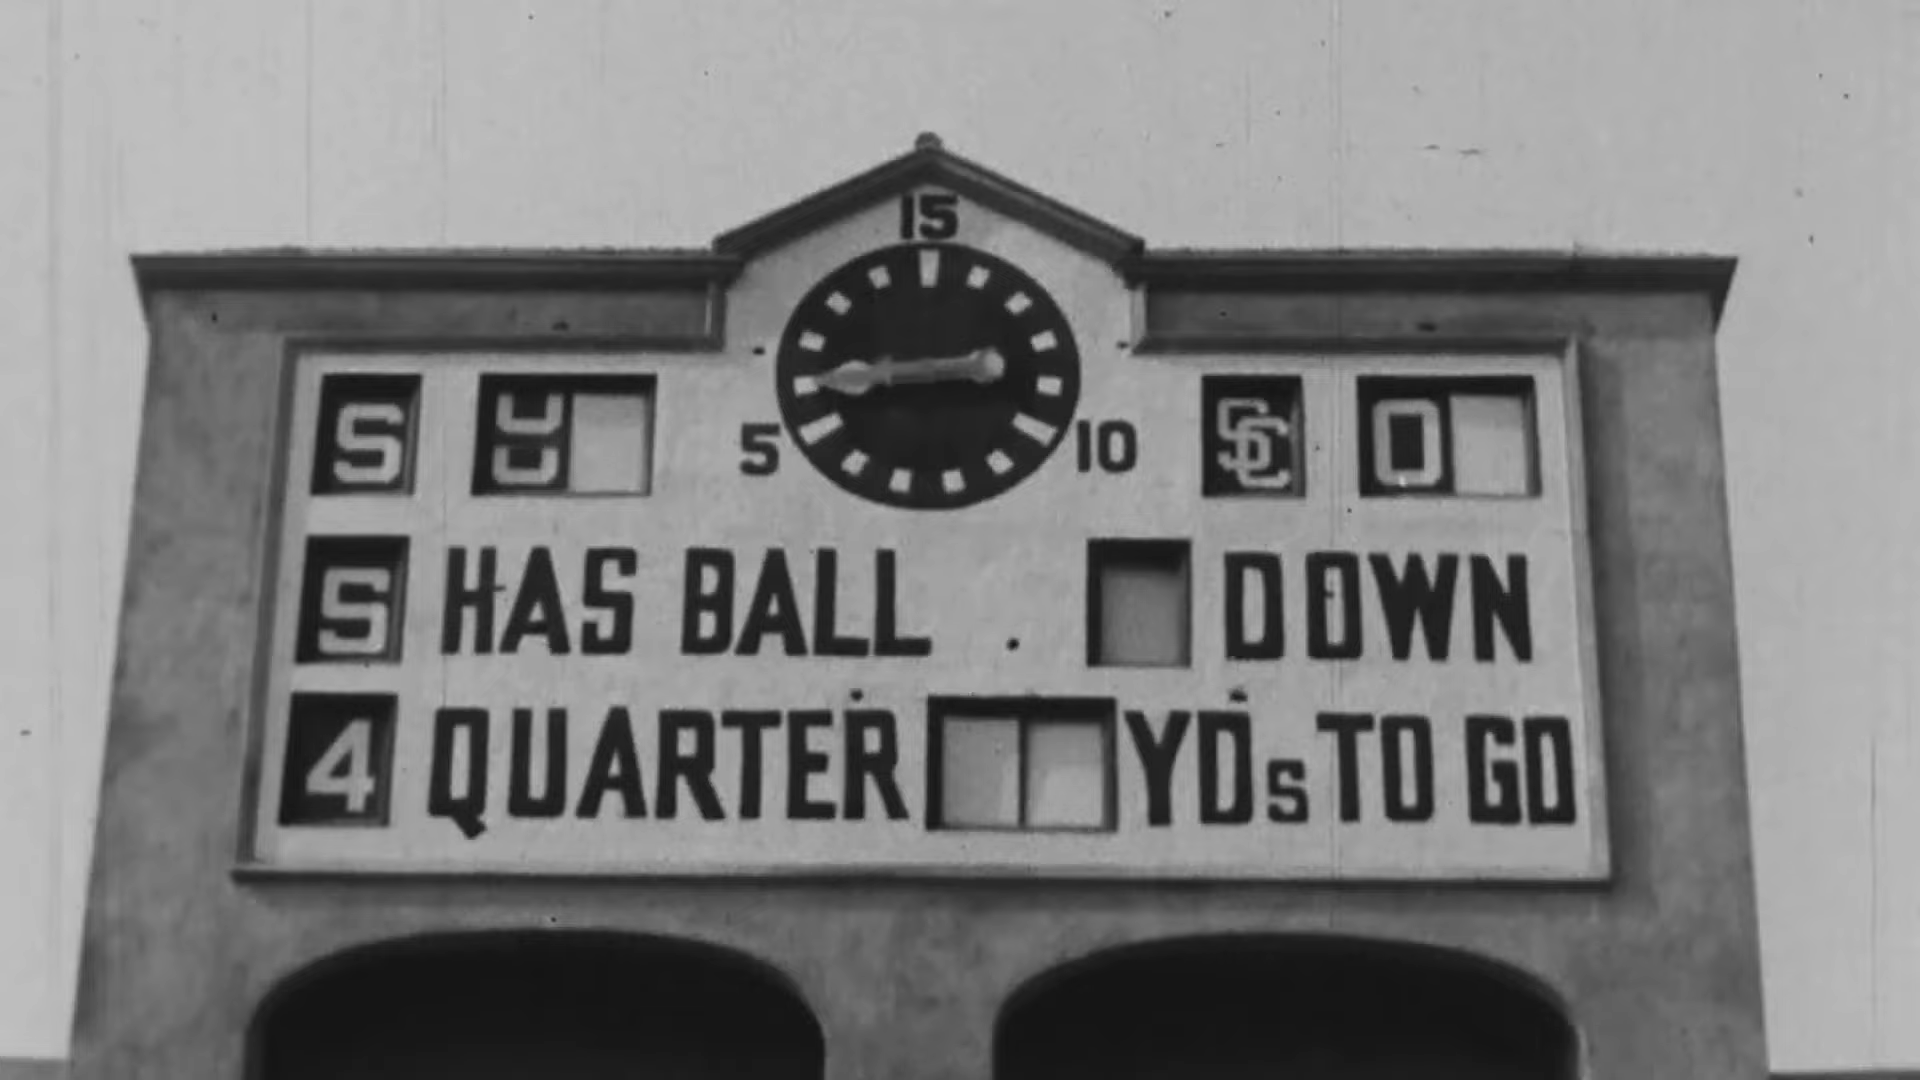 15
5 10
S SC 0
S HAS BALL DOWN
4 QUARTER YDS TO GO